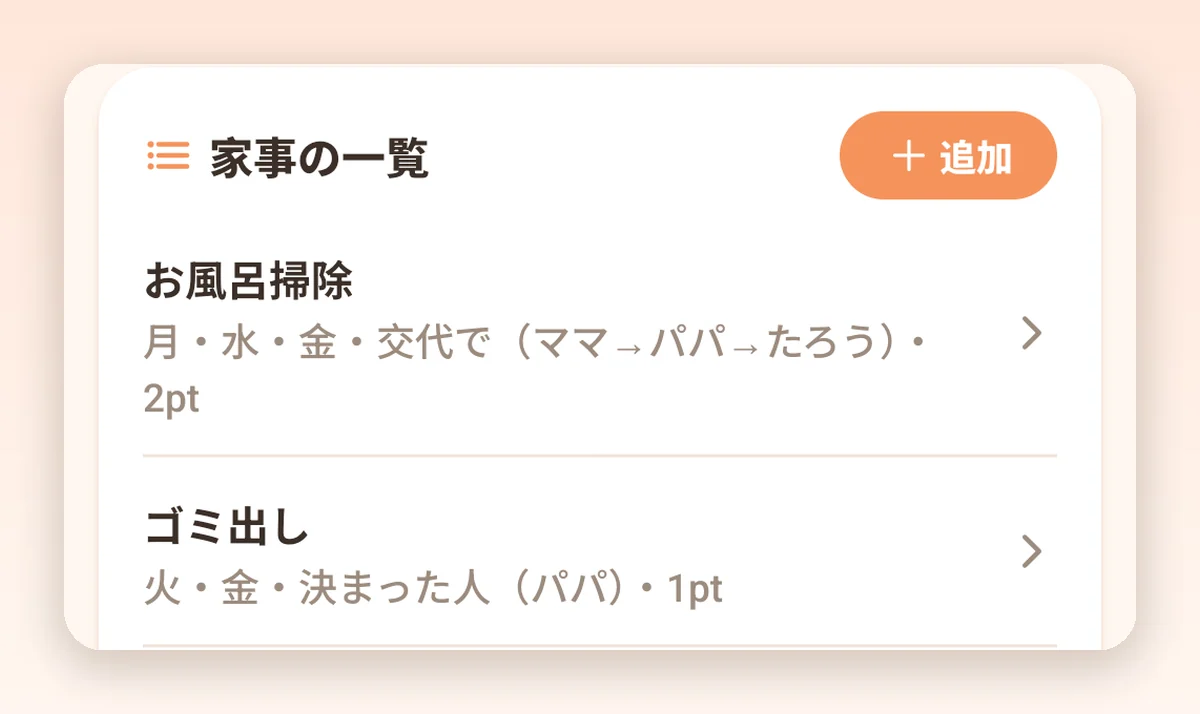 家事の一覧
＋ 追加
お風呂掃除
月・水・金・交代で（ママ→パパ→たろう）・
2pt
ゴミ出し
火・金・決まった人（パパ）・1pt